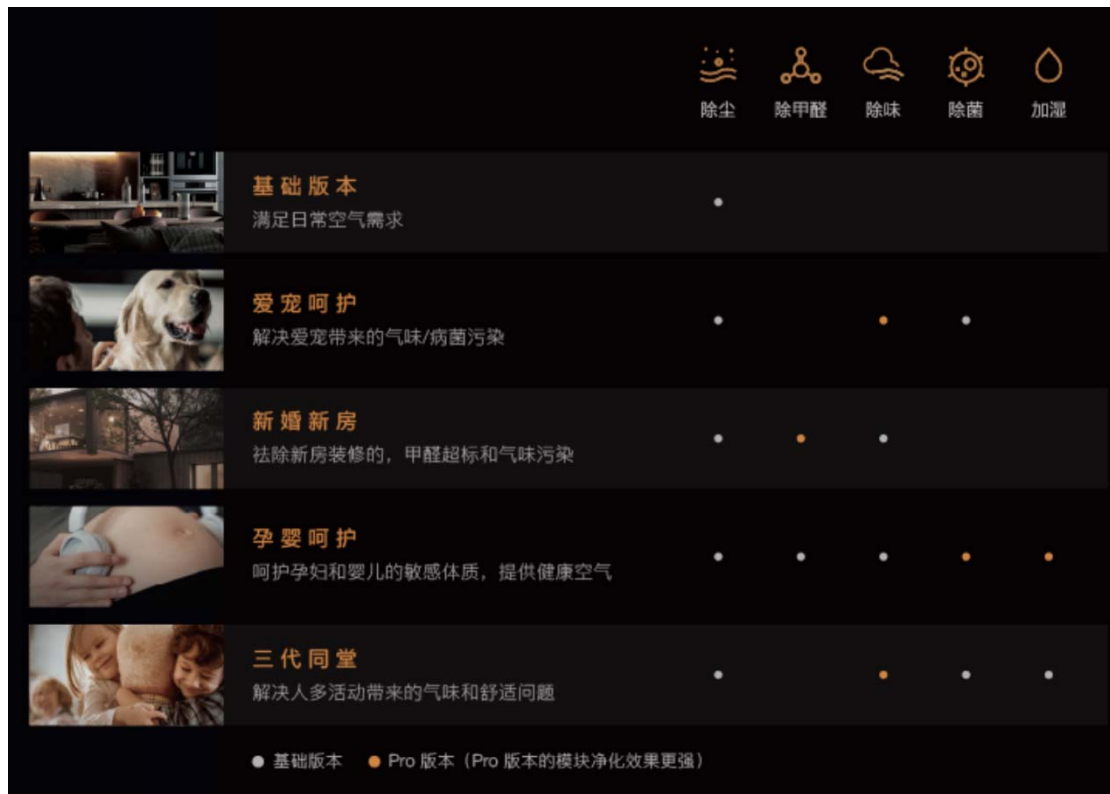 除尘 除甲醛 除味 除菌 加湿
基础版本
满足日常空气需求
爱宠呵护
解决爱宠带来的气味/病菌污染
新婚新房
祛除新房装修的，甲醛超标和气味污染
孕婴呵护
呵护孕妇和婴儿的敏感体质，提供健康空气
三代同堂
解决人多活动带来的气味和舒适问题
基础版本 Pro 版本（Pro 版本的模块净化效果更强）